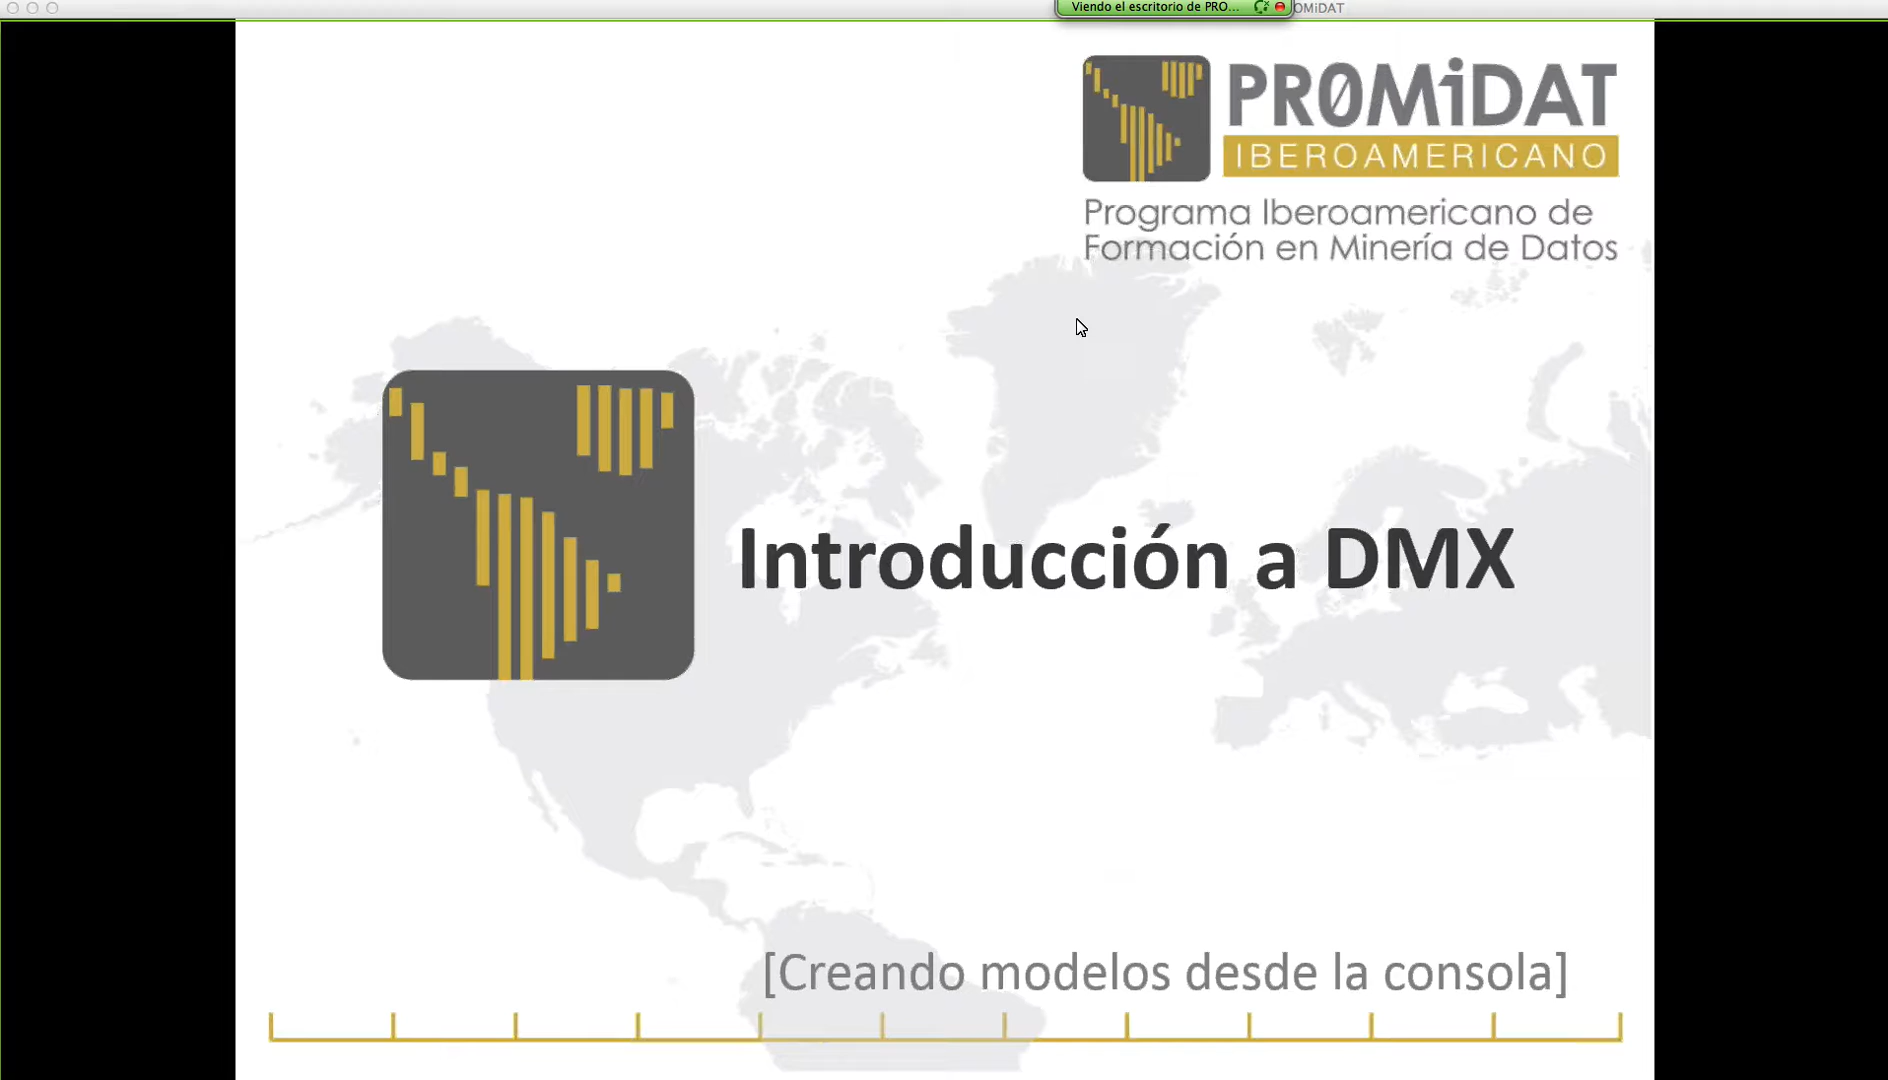 Viendo el escritorio de PRO...
OMiDAT
PR0MiDAT
IBEROAMERICANO
Programa Iberoamericano de
Formación en Minería de Datos
Introducción a DMX
[Creando modelos desde la consola]